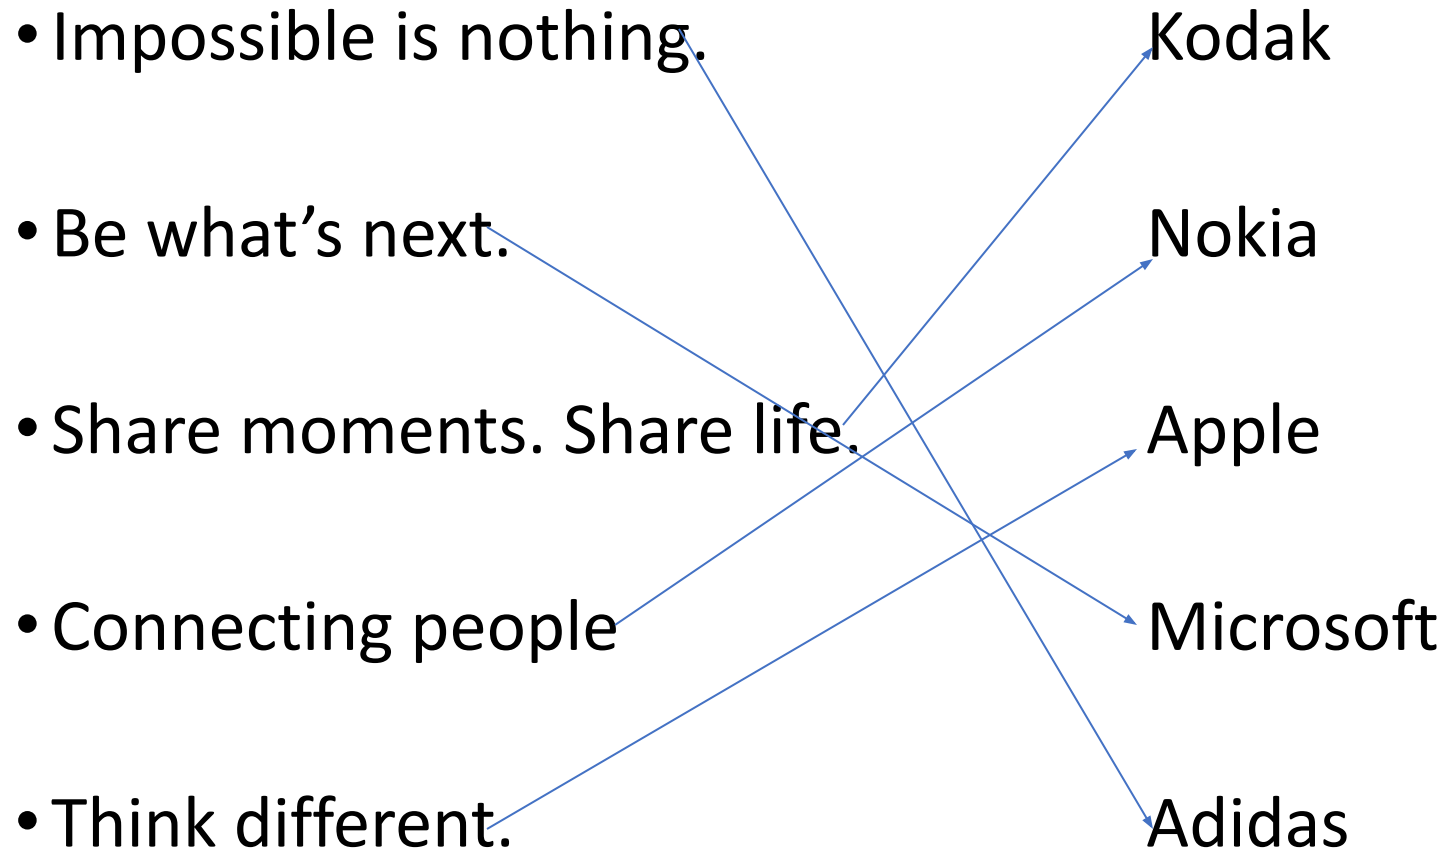 • Impossible is nothing. Kodak
• Be what’s next. Nokia
• Share moments. Share life. Apple
• Connecting people Microsoft
• Think different. Adidas